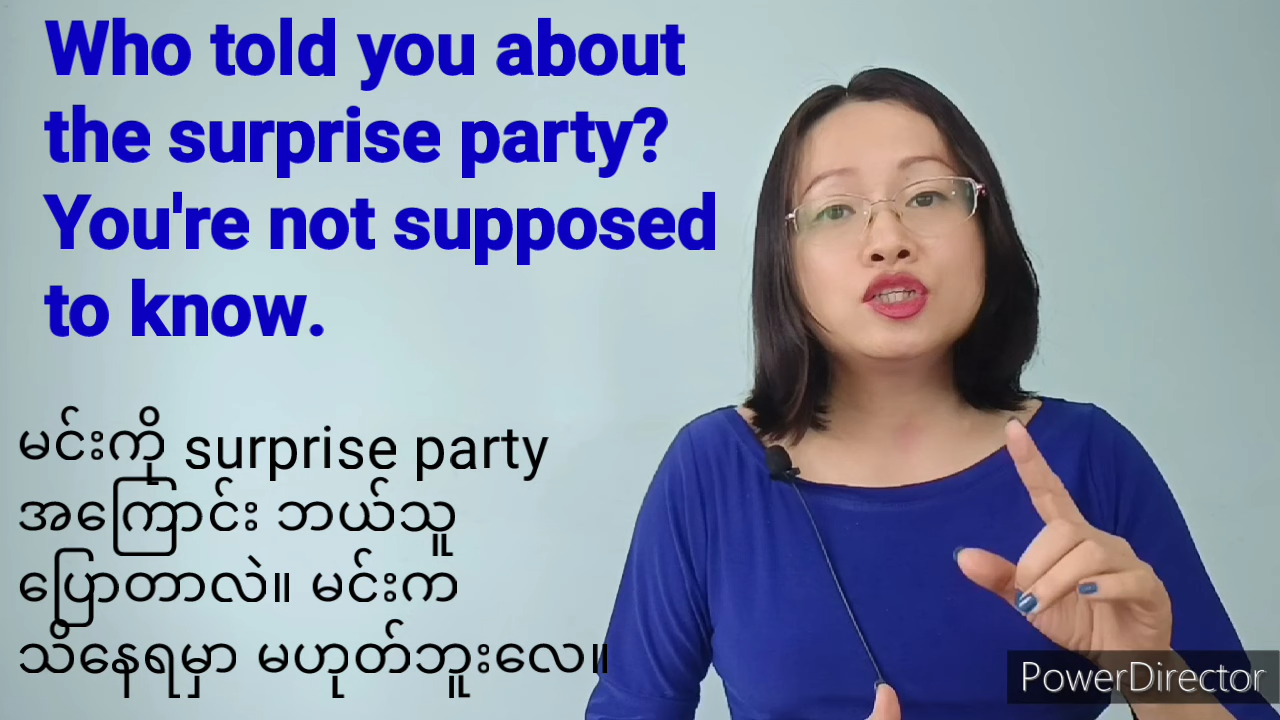 Who told you about
the surprise party?
You're not supposed
to know.
မင်းကို surprise party
အကြောင်း ဘယ်သူ
ပြောတာလဲ။ မင်းက
သိနေရမှာ မဟုတ်ဘူးလေ။
PowerDirector